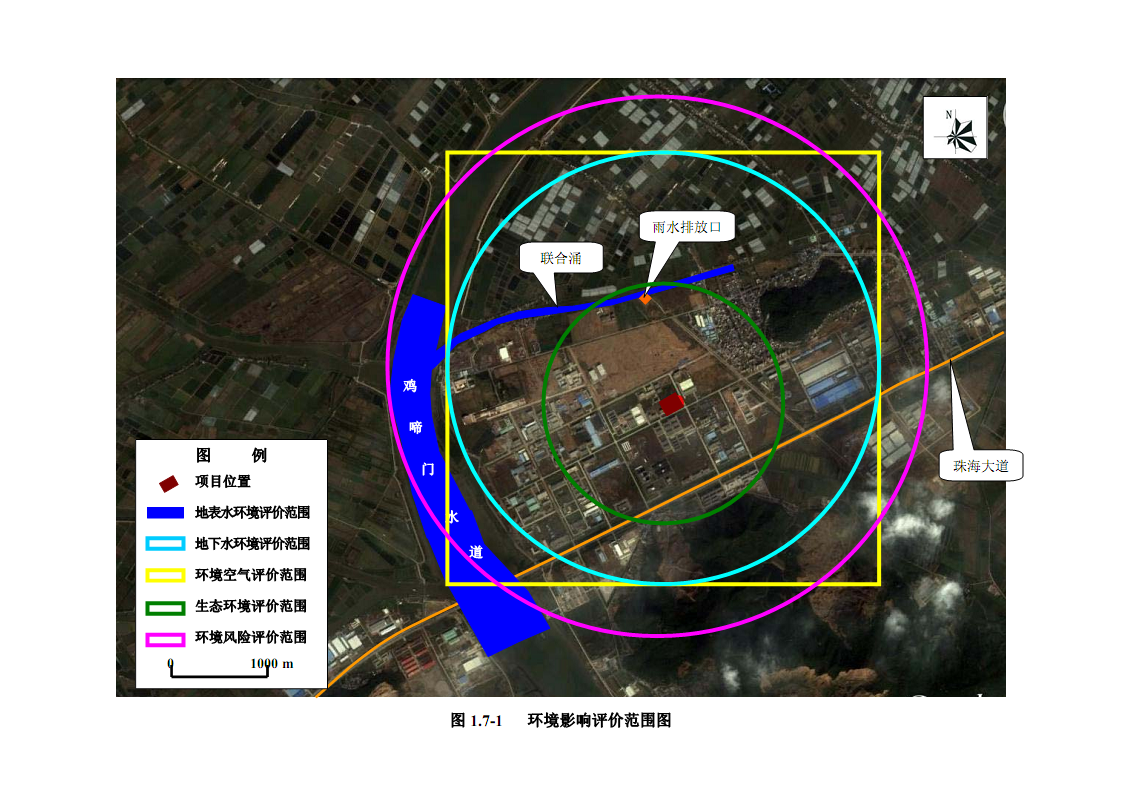 N
雨水排放口
联合涌
鸡
啼
门
水
道
珠海大道
图 例
项目位置
地表水环境评价范围
地下水环境评价范围
环境空气评价范围
生态环境评价范围
环境风险评价范围
0 1000 m
图 1.7-1 环境影响评价范围图